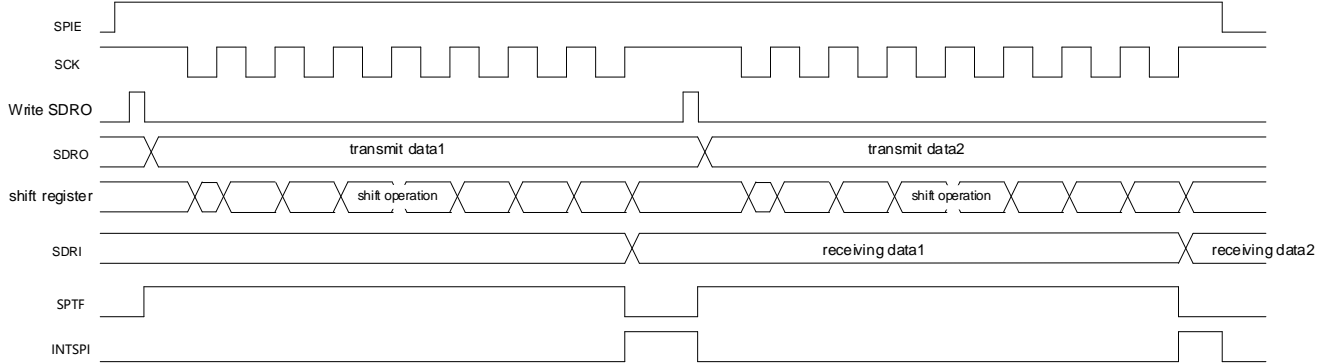 SPIE
SCK
Write SDRO
SDRO transmit data1 transmit data2
shift register shift operation shift operation
SDRI receiving data1 receiving data2
SPTF
INTSPI